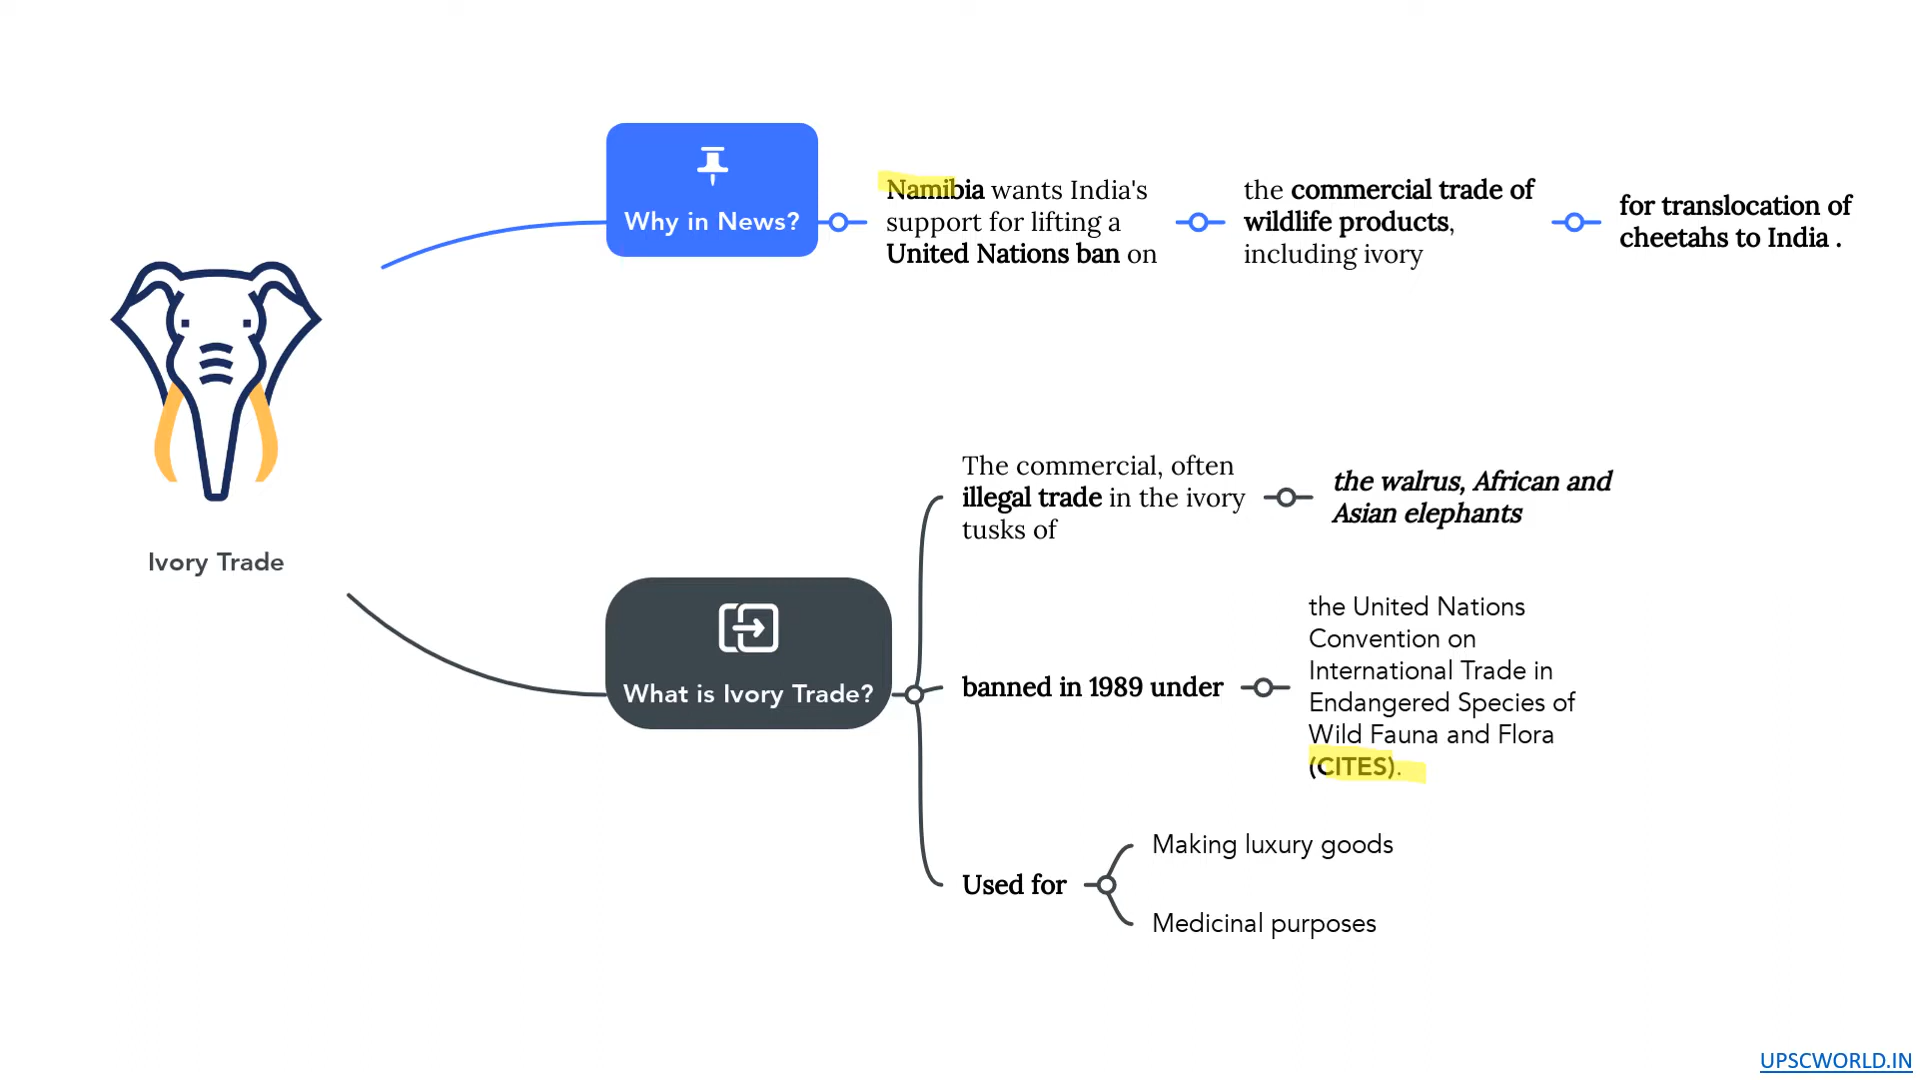 Why in News?
Namibia wants India's
support for lifting a
United Nations ban on
the commercial trade of
wildlife products,
including ivory
for translocation of
cheetahs to India .
Ivory Trade
What is Ivory Trade?
The commercial, often
illegal trade in the ivory
tusks of
the walrus, African and
Asian elephants
banned in 1989 under
the United Nations
Convention on
International Trade in
Endangered Species of
Wild Fauna and Flora
(CITES).
Used for
Making luxury goods
Medicinal purposes
UPSCWORLD.IN